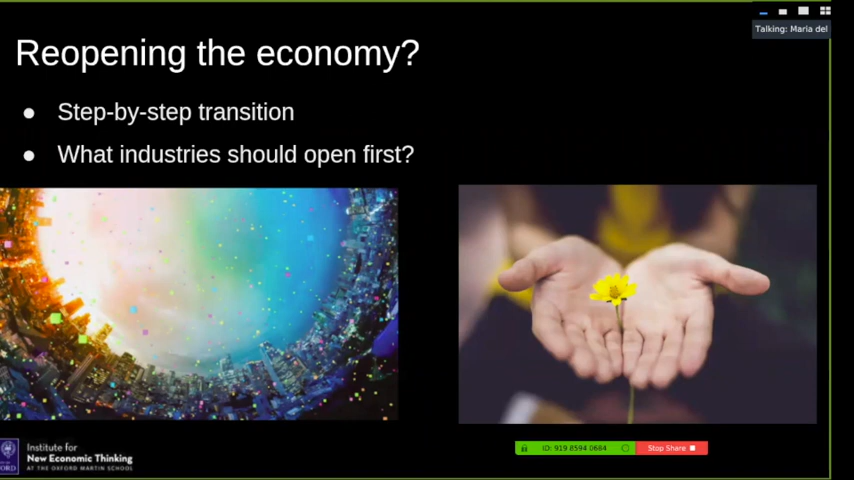 Talking: Maria del
Reopening the economy?
● Step-by-step transition
● What industries should open first?
Institute for
New Economic Thinking
AT THE OXFORD MARTIN SCHOOL
ORD
ID: 919 8594 0684
Stop Share